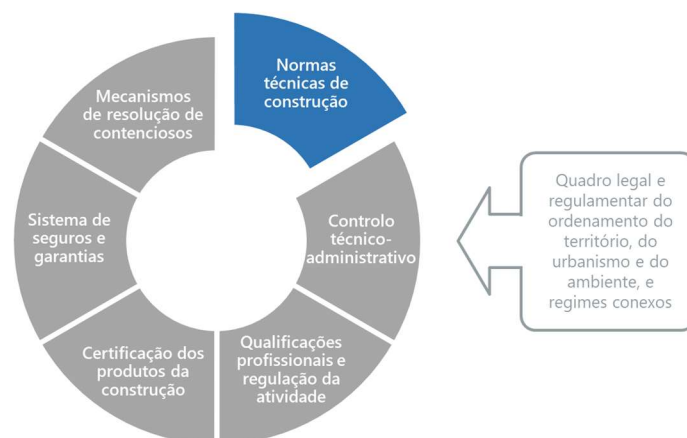 Normas
técnicas de
construção
Mecanismos
de resolução de
contenciosos
Sistema de
seguros e
garantias
Controlo
técnico-
administrativo
Certificação dos
produtos da
construção
Qualificações
profissionais e
regulação da
atividade
Quadro legal e
regulamentar do
ordenamento do
território, do
urbanismo e do
ambiente, e
regimes conexos